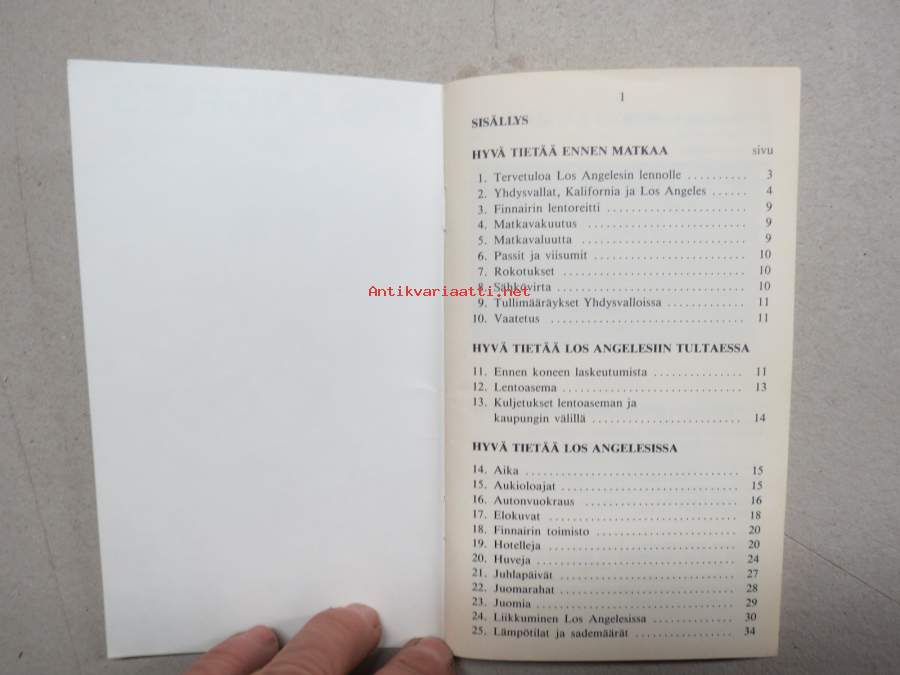 1
SISÄLLYS
HYVÄ TIETÄÄ ENNEN MATKAA sivu
1. Tervetuloa Los Angelesin lennolle .......... 3
2. Yhdysvallat, Kalifornia ja Los Angeles ...... 4
3. Finnairin lentoreitti ........................ 9
4. Matkavakuutus ............................ 9
5. Matkavaluutta ............................ 9
6. Passit ja viisumit .......................... 10
7. Rokotukset ............................... 10
8. Sähkövirta ............................... 10
Antikvariaatti.net
9. Tullimääräykset Yhdysvalloissa ............. 11
10. Vaatetus ................................. 11
HYVÄ TIETÄÄ LOS ANGELESIIN TULTAESSA
11. Ennen koneen laskeutumista ............... 11
12. Lentoasema .............................. 13
13. Kuljetukset lentoaseman ja
kaupungin välillä ......................... 14
HYVÄ TIETÄÄ LOS ANGELESISSA
14. Aika .................................... 15
15. Aukioloajat .............................. 15
16. Autonvuokraus ........................... 16
17. Elokuvat ................................ 18
18. Finnairin toimisto ........................ 20
19. Hotelleja ................................ 20
20. Huveja .................................. 24
21. Juhlapäivät .............................. 27
22. Juomarahat .............................. 28
23. Juomia .................................. 29
24. Liikkuminen Los Angelesissa ............... 30
25. Lämpötilat ja sademäärät .................. 34